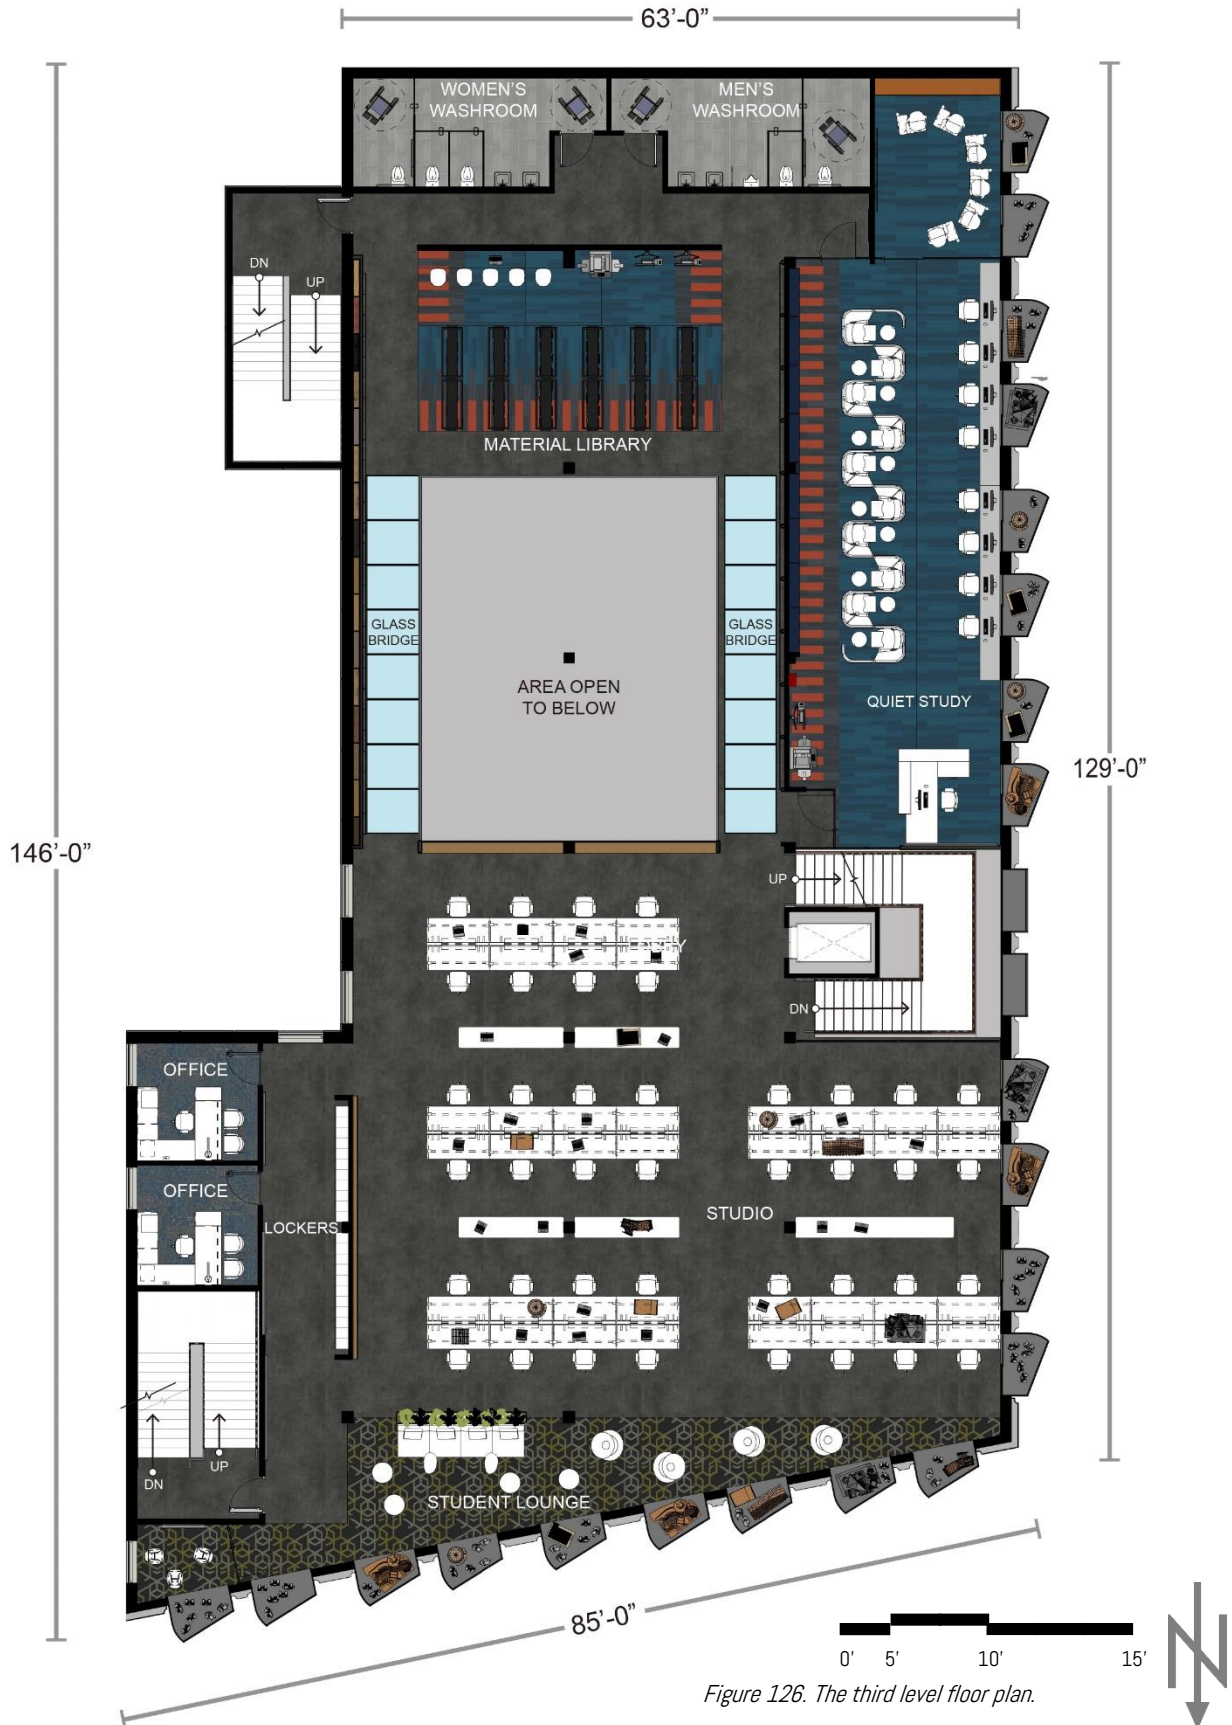 63'-0"
WOMEN'S
WASHROOM
MEN'S
WASHROOM
DN
UP
MATERIAL LIBRARY
GLASS
BRIDGE
GLASS
BRIDGE
AREA OPEN
TO BELOW
QUIET STUDY
129'-0"
146'-0"
UP
DN
OFFICE
OFFICE
LOCKERS
STUDIO
UP
DN
STUDENT LOUNGE
85'-0"
0' 5' 10' 15'
N
Figure 126. The third level floor plan.